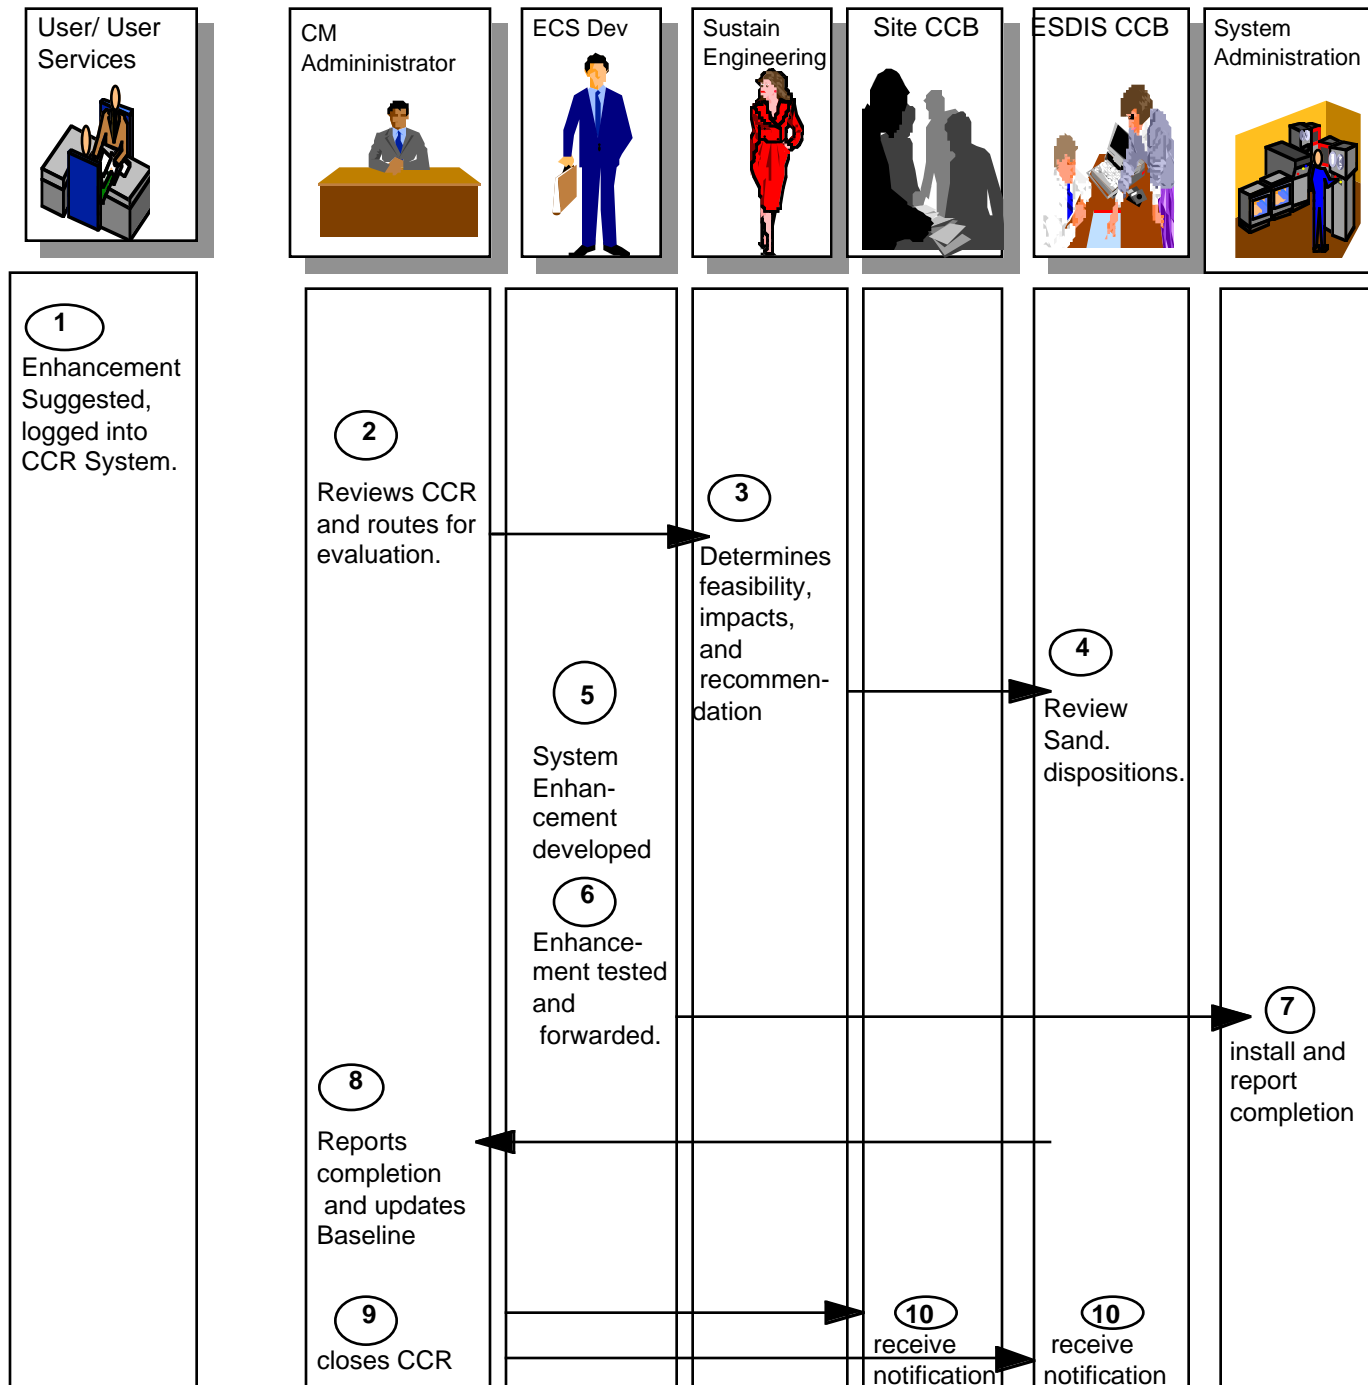 User/ User
Services
CM
Admininistrator
ECS Dev
Sustain
Engineering
Site CCB
ESDIS CCB
System
Administration
1
Enhancement
Suggested,
logged into
CCR System.
2
Reviews CCR
and routes for
evaluation.
3
Determines
feasibility,
impacts,
and
recommen-
dation
4
Review
Sand.
dispositions.
5
System
Enhan-
cement
developed
6
Enhance-
ment tested
and
forwarded.
7
install and
report
completion
8
Reports
completion
and updates
Baseline
9
closes CCR
10
receive
notification
10
receive
notification